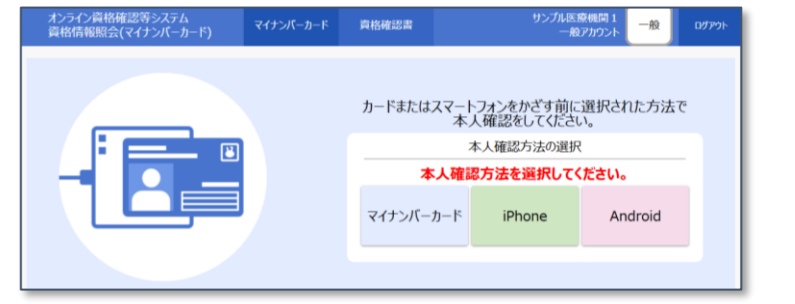 オンライン資格確認等システム
資格情報照会(マイナンバーカード)
マイナンバーカード
資格確認書
サンプル医療機関1
一般アカウント
一般
ログアウト
カードまたはスマートフォンをかざす前に選択された方法で
本人確認をしてください。
本人確認方法の選択
本人確認方法を選択してください。
マイナンバーカード
iPhone
Android